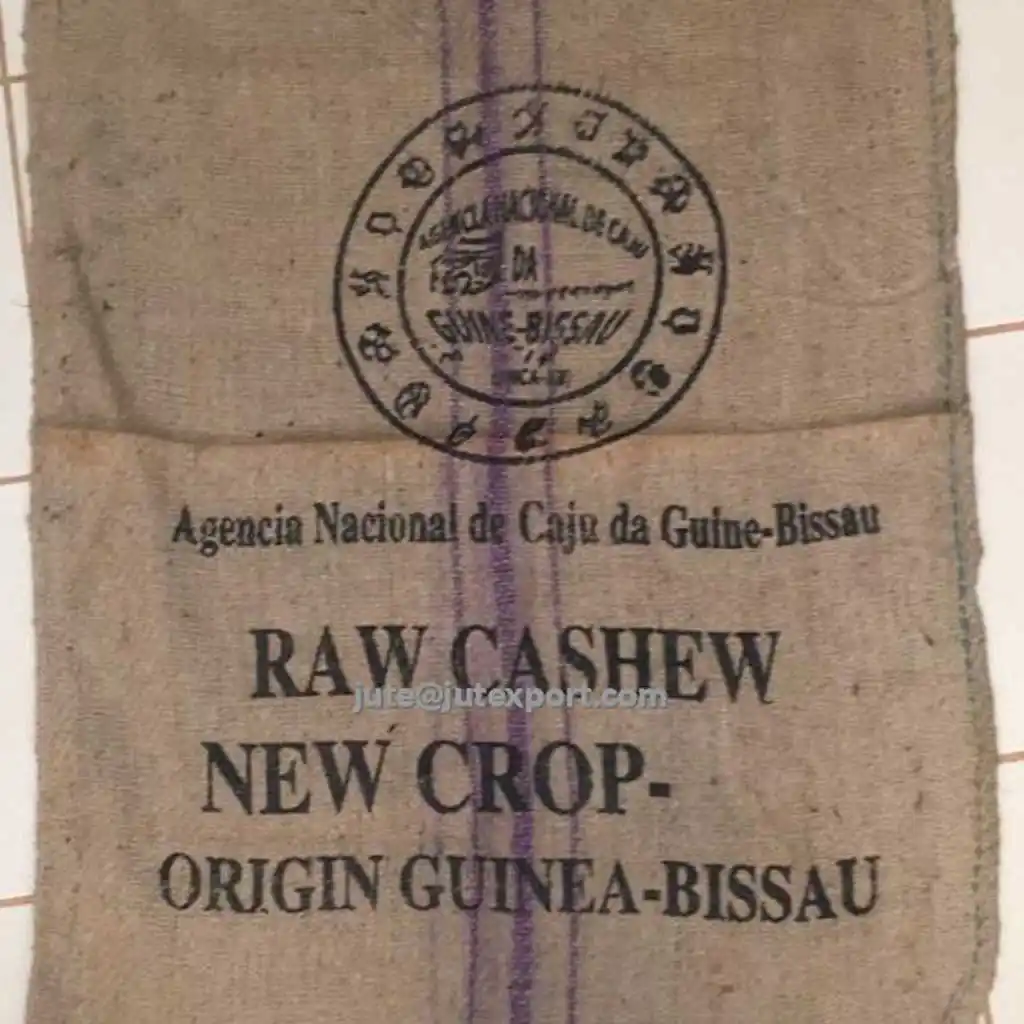 AGENCIA NACIONAL DE CAJU
DA
GUINE-BISSAU
Agencia Nacional de Caju da Guine-Bissau
RAW CASHEW
jute@jutexport.com
NEW CROP-
ORIGIN GUINEA-BISSAU